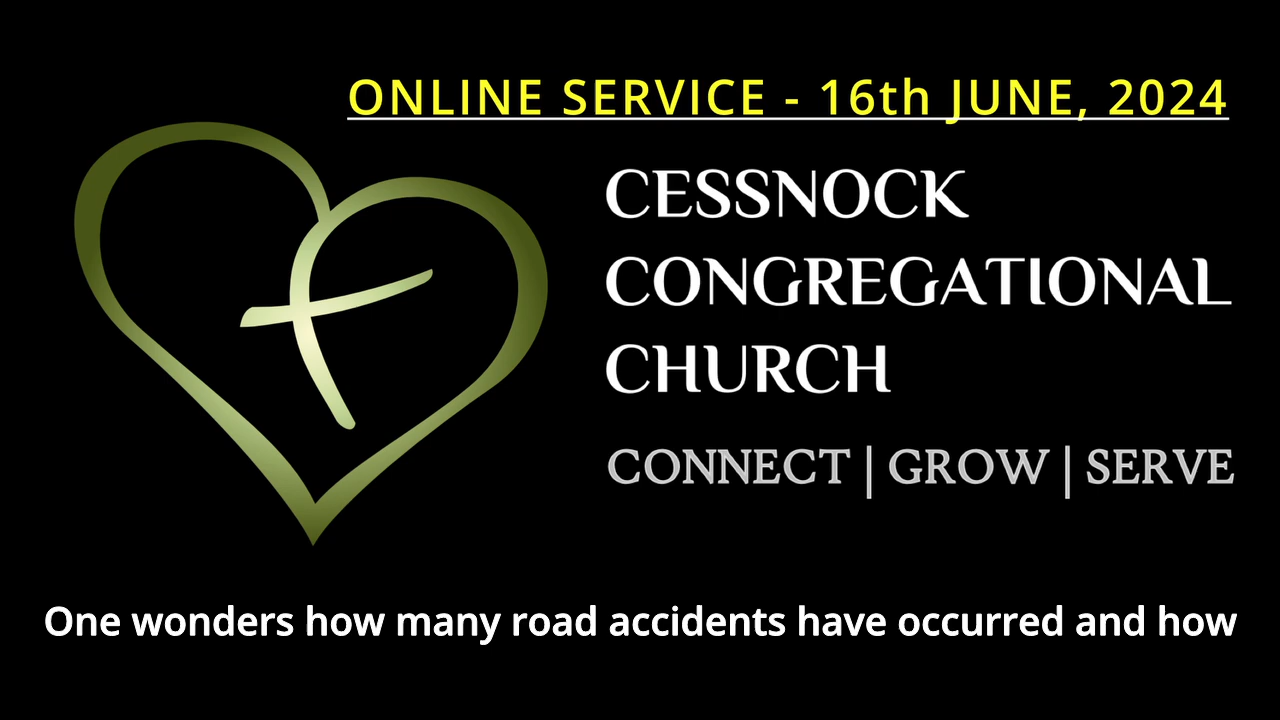 ONLINE SERVICE - 16th JUNE, 2024
CESSNOCK
CONGREGATIONAL
CHURCH
CONNECT | GROW | SERVE
One wonders how many road accidents have occurred and how